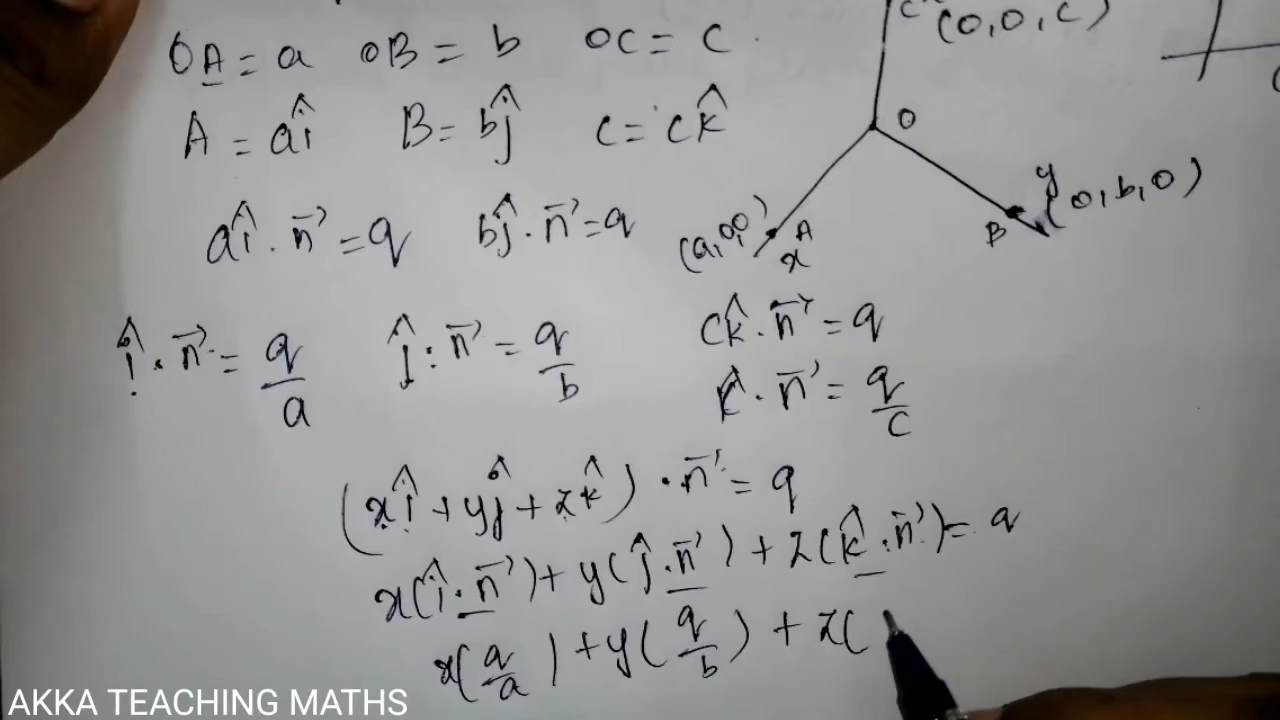 OA = a OB = b OC = C
C (0,0,C)
A = aî B = bĵ C = ck̂
O
aî . n⃗ = q bĵ . n⃗ = q
(a,0,0) A x
y (0,b,0) B
î . n⃗ = q/a ĵ . n⃗ = q/b
ck̂ . n⃗ = q
k̂ . n⃗ = q/c
(xî + yĵ + zk̂) . n⃗ = q
x(î . n⃗) + y(ĵ . n⃗) + z(k̂ . n⃗) = q
x(q/a) + y(q/b) + z(
AKKA TEACHING MATHS